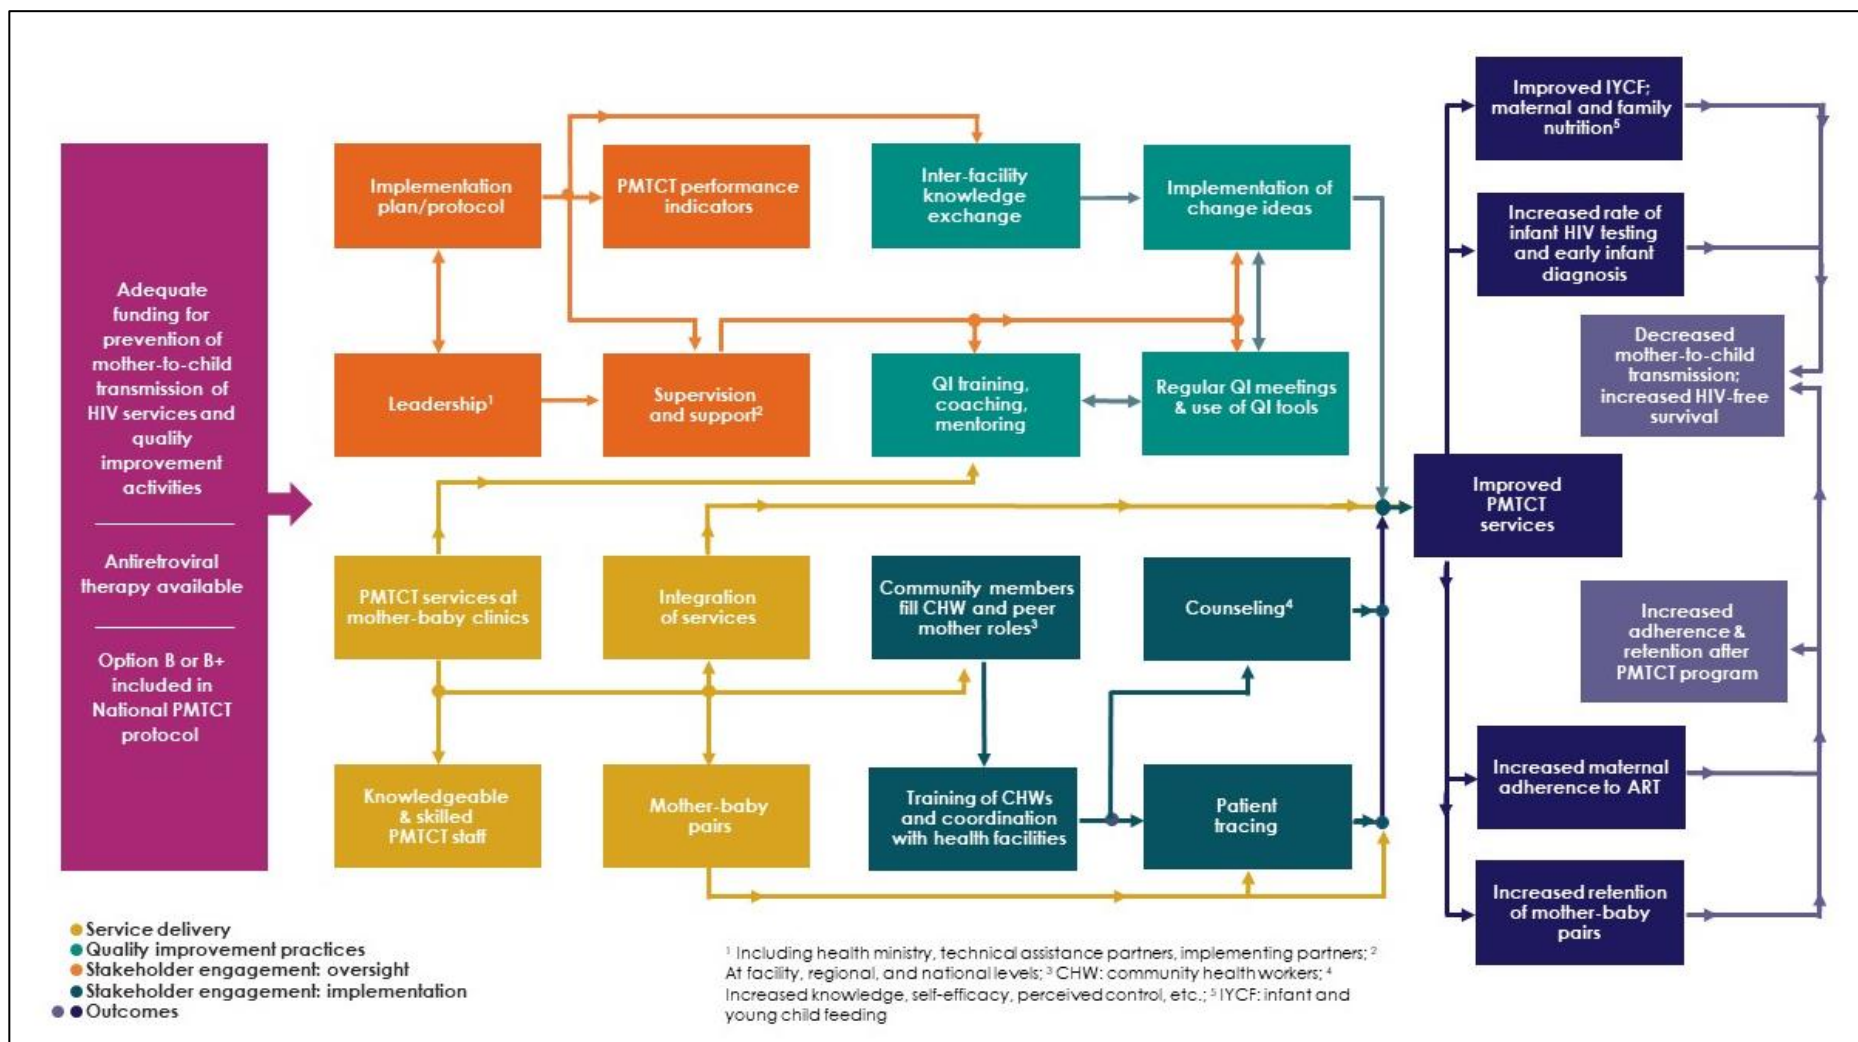 Adequate
funding for
prevention of
mother-to-child
transmission of
HIV services and
quality
improvement
activities
Antiretroviral
therapy available
Option B or B+
included in
National PMTCT
protocol
Implementation
plan/protocol
PMTCT performance
indicators
Inter-facility
knowledge
exchange
Implementation of
change ideas
Leadership¹
Supervision
and support²
QI training,
coaching,
mentoring
Regular QI meetings
& use of QI tools
PMTCT services at
mother-baby clinics
Integration
of services
Community members
fill CHW and peer
mother roles³
Counseling⁴
Knowledgeable
& skilled
PMTCT staff
Mother-baby
pairs
Training of CHWs
and coordination
with health facilities
Patient
tracing
Improved
PMTCT
services
Improved IYCF;
maternal and family
nutrition⁵
Increased rate of
infant HIV testing
and early infant
diagnosis
Decreased
mother-to-child
transmission;
increased HIV-free
survival
Increased
adherence &
retention after
PMTCT program
Increased maternal
adherence to ART
Increased retention
of mother-baby
pairs
Service delivery
Quality improvement practices
Stakeholder engagement: oversight
Stakeholder engagement: implementation
Outcomes
¹ Including health ministry, technical assistance partners, implementing partners; ²
At facility, regional, and national levels; ³ CHW: community health workers; ⁴
Increased knowledge, self-efficacy, perceived control, etc.; ⁵ IYCF: infant and
young child feeding